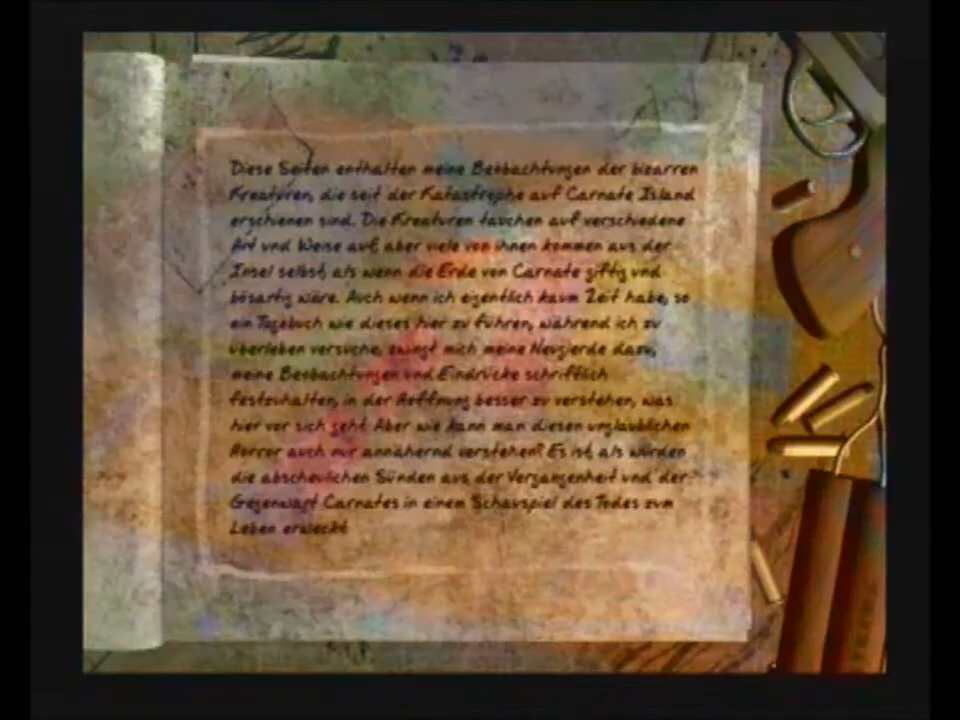 Diese Seiten enthalten meine Beobachtungen der bizarren
Kreaturen, die seit der Katastrophe auf Carnate Island
erschienen sind. Die Kreaturen tauchen auf verschiedene
Art und Weise auf, aber viele von ihnen kommen aus der
Insel selbst, als wenn die Erde von Carnate giftig und
bösartig wäre. Auch wenn ich eigentlich kaum Zeit habe, so
ein Tagebuch wie dieses hier zu führen, während ich zu
überleben versuche, zwingt mich meine Neugierde dazu,
meine Beobachtungen und Eindrücke schriftlich
festzuhalten, in der Hoffnung besser zu verstehen, was
hier vor sich geht. Aber wie kann man diesen unglaublichen
Horror auch nur annähernd verstehen? Es ist, als würden
die abscheulichen Sünden aus der Vergangenheit und der
Gegenwart Carnates in einem Schauspiel des Todes zum
Leben erweckt